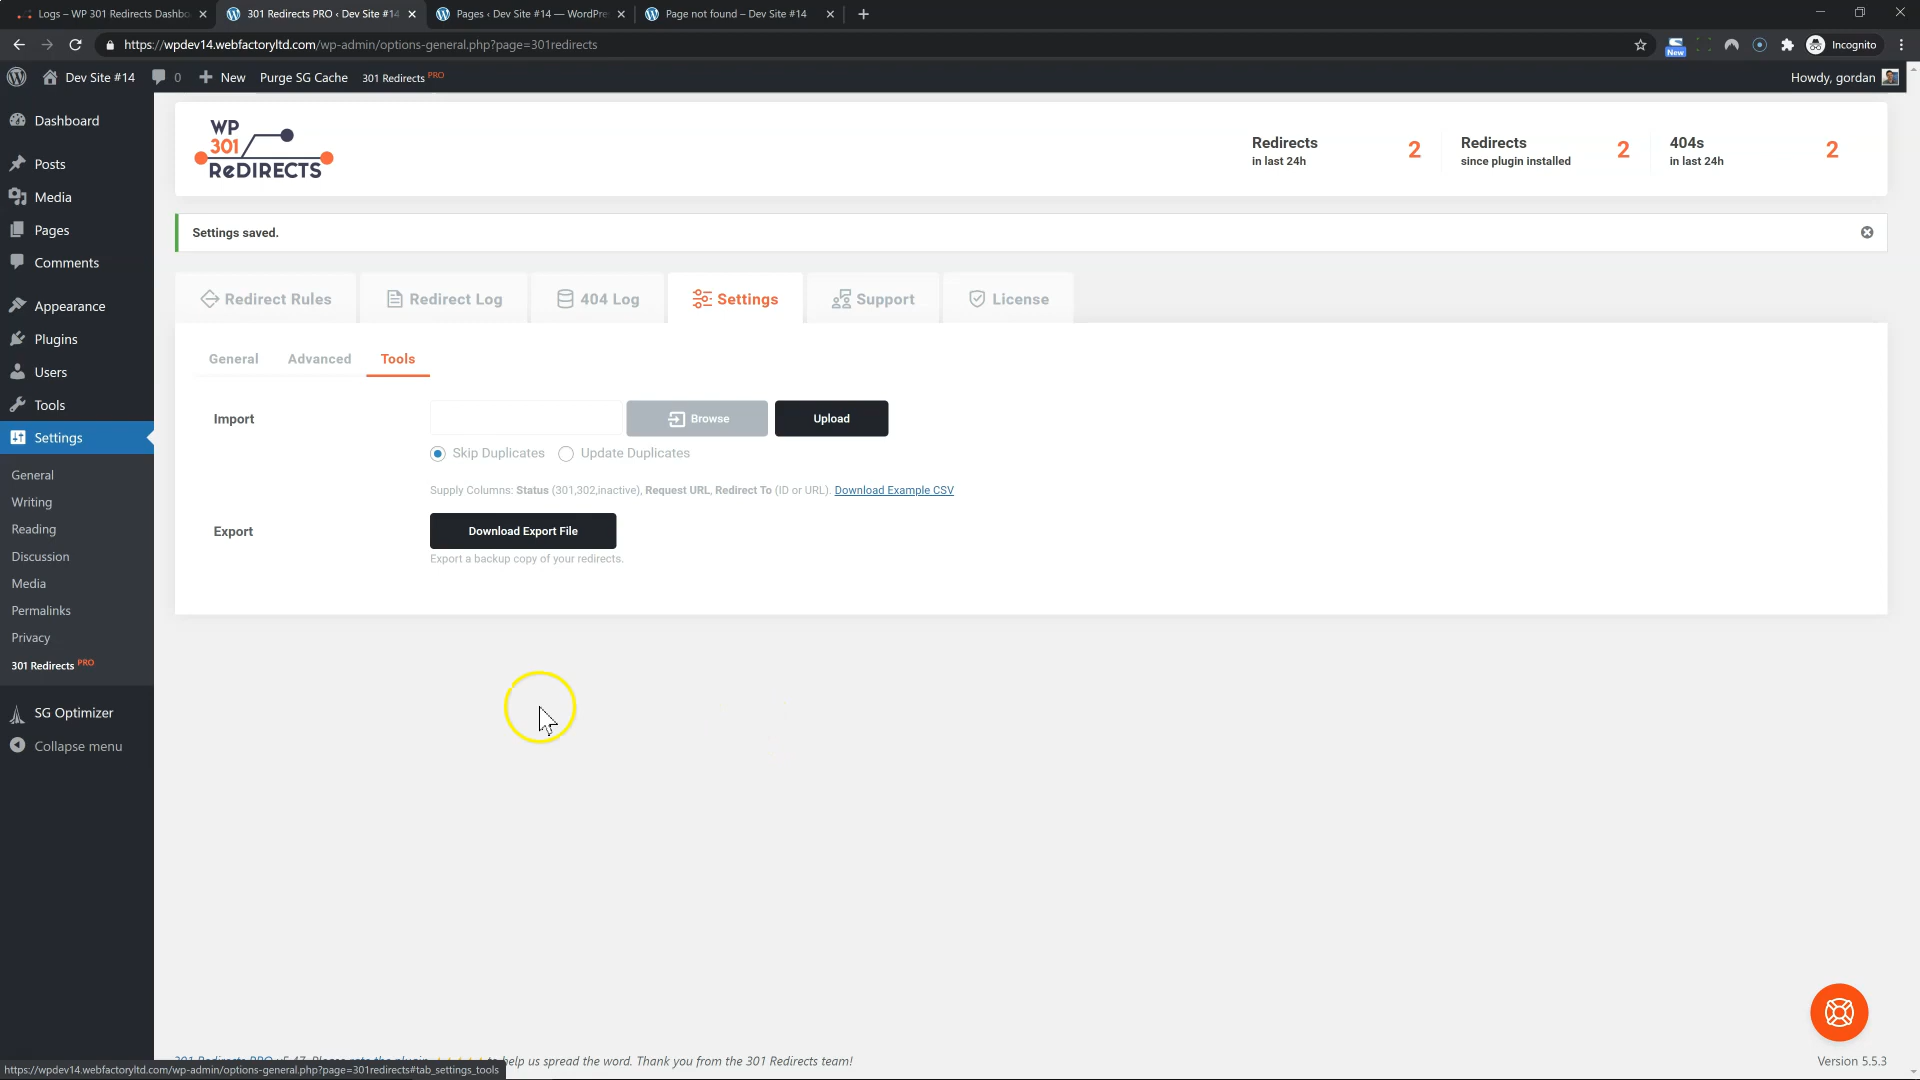 Logs – WP 301 Redirects Dashbo
301 Redirects PRO ‹ Dev Site #14
Pages ‹ Dev Site #14 — WordPre
Page not found – Dev Site #14
https://wpdev14.webfactoryltd.com/wp-admin/options-general.php?page=301redirects
New
Incognito
Dev Site #14
0
New
Purge SG Cache
301 Redirects PRO
Howdy, gordan
Dashboard
Posts
Media
Pages
Comments
Appearance
Plugins
Users
Tools
Settings
General
Writing
Reading
Discussion
Media
Permalinks
Privacy
301 Redirects PRO
SG Optimizer
Collapse menu
WP
301
ReDIRECTS
Redirects
in last 24h
2
Redirects
since plugin installed
2
404s
in last 24h
2
Settings saved.
Redirect Rules
Redirect Log
404 Log
Settings
Support
License
General
Advanced
Tools
Import
Browse
Upload
Skip Duplicates
Update Duplicates
Supply Columns: Status (301,302,inactive), Request URL, Redirect To (ID or URL). Download Example CSV
Export
Download Export File
Export a backup copy of your redirects.
help us spread the word. Thank you from the 301 Redirects team!
Version 5.5.3
https://wpdev14.webfactoryltd.com/wp-admin/options-general.php?page=301redirects#tab_settings_tools